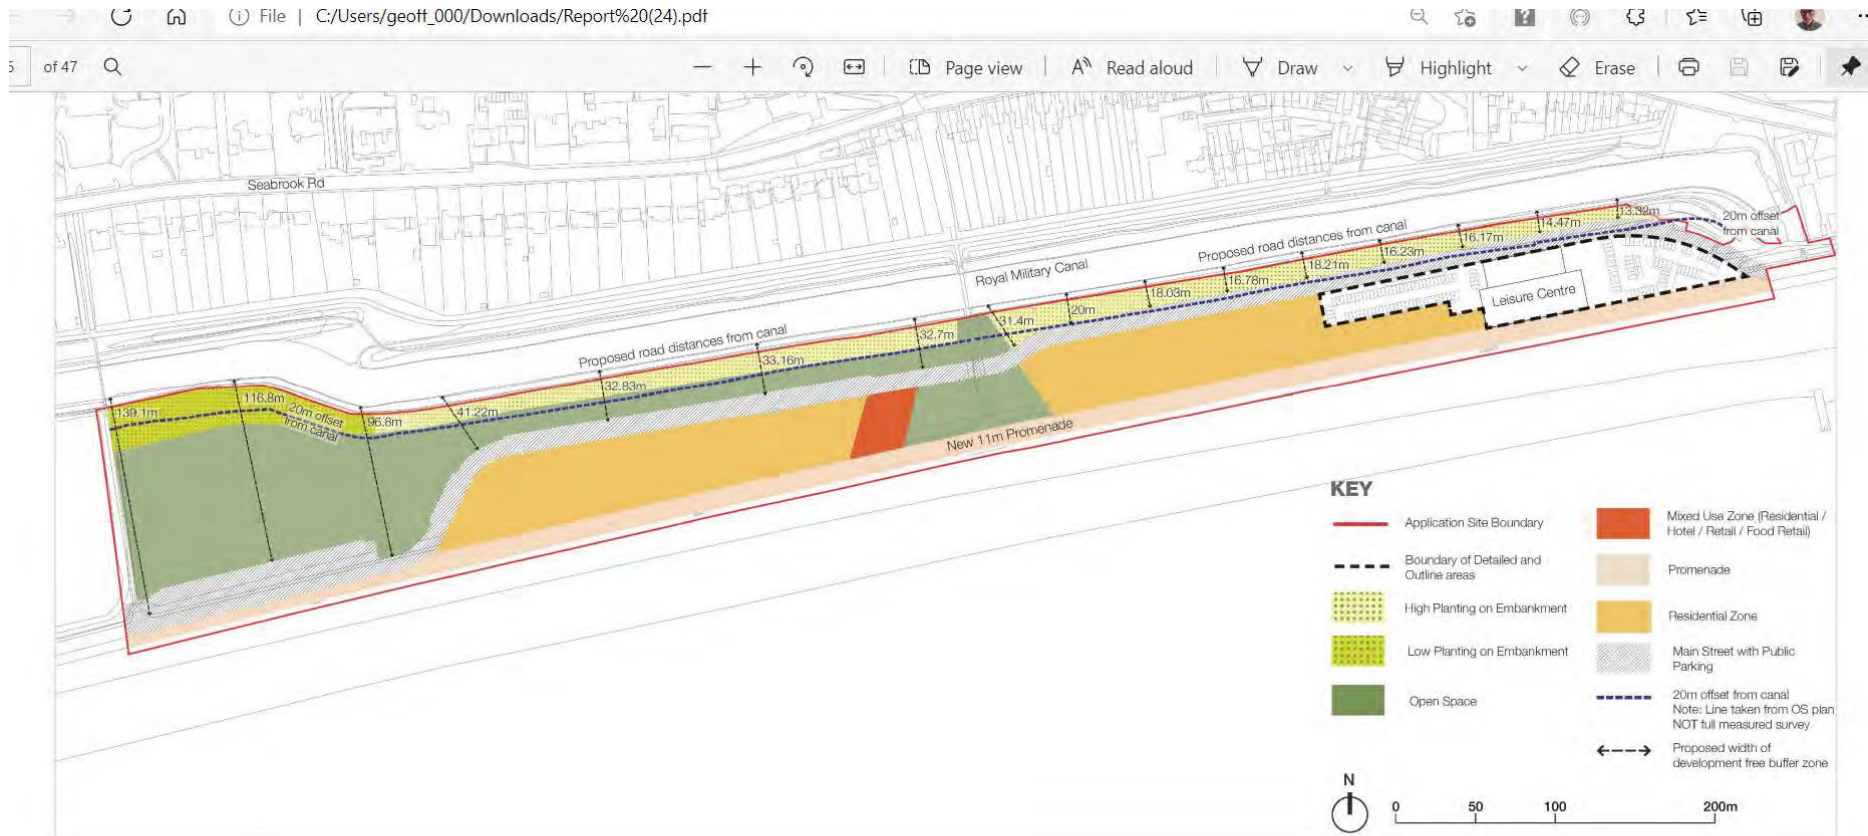 File | C:/Users/geoff_000/Downloads/Report%20(24).pdf
of 47
Page view
Read aloud
Draw
Highlight
Erase
Seabrook Rd
Royal Military Canal
Proposed road distances from canal
Proposed road distances from canal
20m offset
from canal
139.1m
116.8m
20m offset
from canal
96.8m
41.22m
32.83m
33.16m
32.7m
31.4m
20m
18.03m
16.78m
18.21m
16.23m
16.17m
14.47m
13.32m
Leisure Centre
New 11m Promenade
KEY
Application Site Boundary
Boundary of Detailed and
Outline areas
High Planting on Embankment
Low Planting on Embankment
Open Space
Mixed Use Zone (Residential /
Hotel / Retail / Food Retail)
Promenade
Residential Zone
Main Street with Public
Parking
20m offset from canal
Note: Line taken from OS plan
NOT full measured survey
Proposed width of
development free buffer zone
N
0 50 100 200m